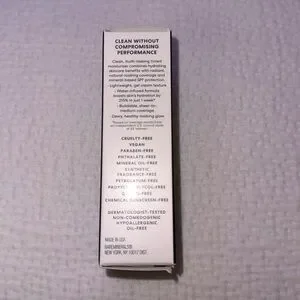 CLEAN WITHOUT
COMPROMISING
PERFORMANCE
Clean, multi-tasking tinted
moisturizer combines hydrating
skincare benefits with radiant,
natural-looking coverage and
mineral-based SPF protection.
• Lightweight, gel cream texture
• Water-infused formula
boosts skin's hydration by
215% in just 1 week*
• Buildable, sheer to
medium coverage
Dewy, healthy-looking glow.
CRUELTY-FREE
VEGAN
PARABEN-FREE
PHTHALATE-FREE
MINERAL OIL-FREE
SYNTHETIC
FRAGRANCE-FREE
PETROLATUM-FREE
CHEMICAL SUNSCREEN-FREE
DERMATOLOGIST-TESTED
NON-COMEDOGENIC
HYPOALLERGENIC
OIL-FREE
MADE IN USA
BAREMINERALS®
NEW YORK, NY 10017 DIST.